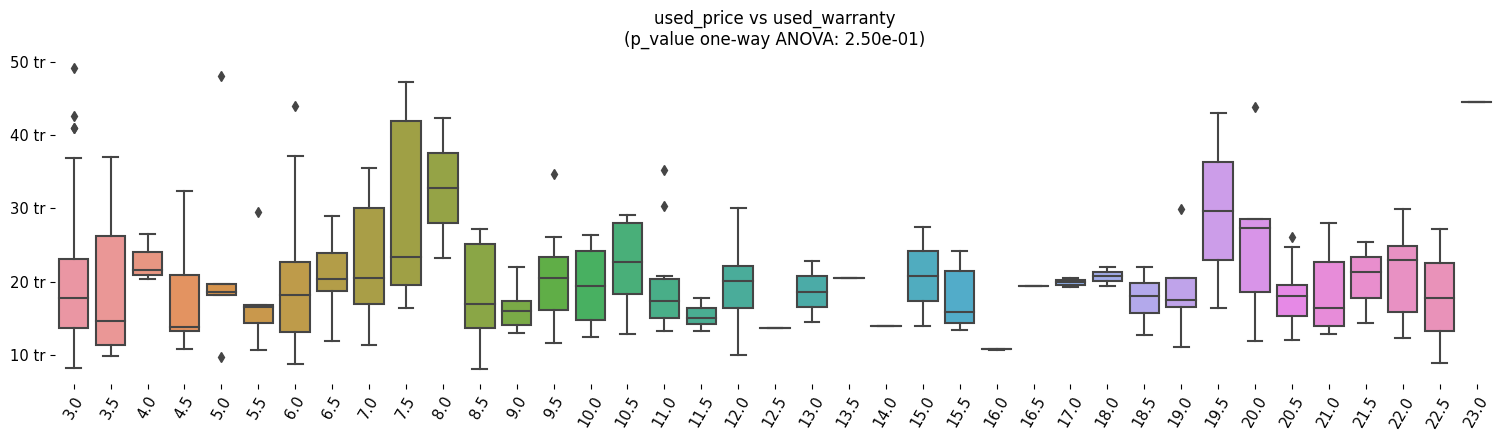 used_price vs used_warranty
(p_value one-way ANOVA: 2.50e-01)
50 tr
40 tr
30 tr
20 tr
10 tr
3.0 3.5 4.0 4.5 5.0 5.5 6.0 6.5 7.0 7.5 8.0 8.5 9.0 9.5 10.0 10.5 11.0 11.5 12.0 12.5 13.0 13.5 14.0 15.0 15.5 16.0 16.5 17.0 18.0 18.5 19.0 19.5 20.0 20.5 21.0 21.5 22.0 22.5 23.0